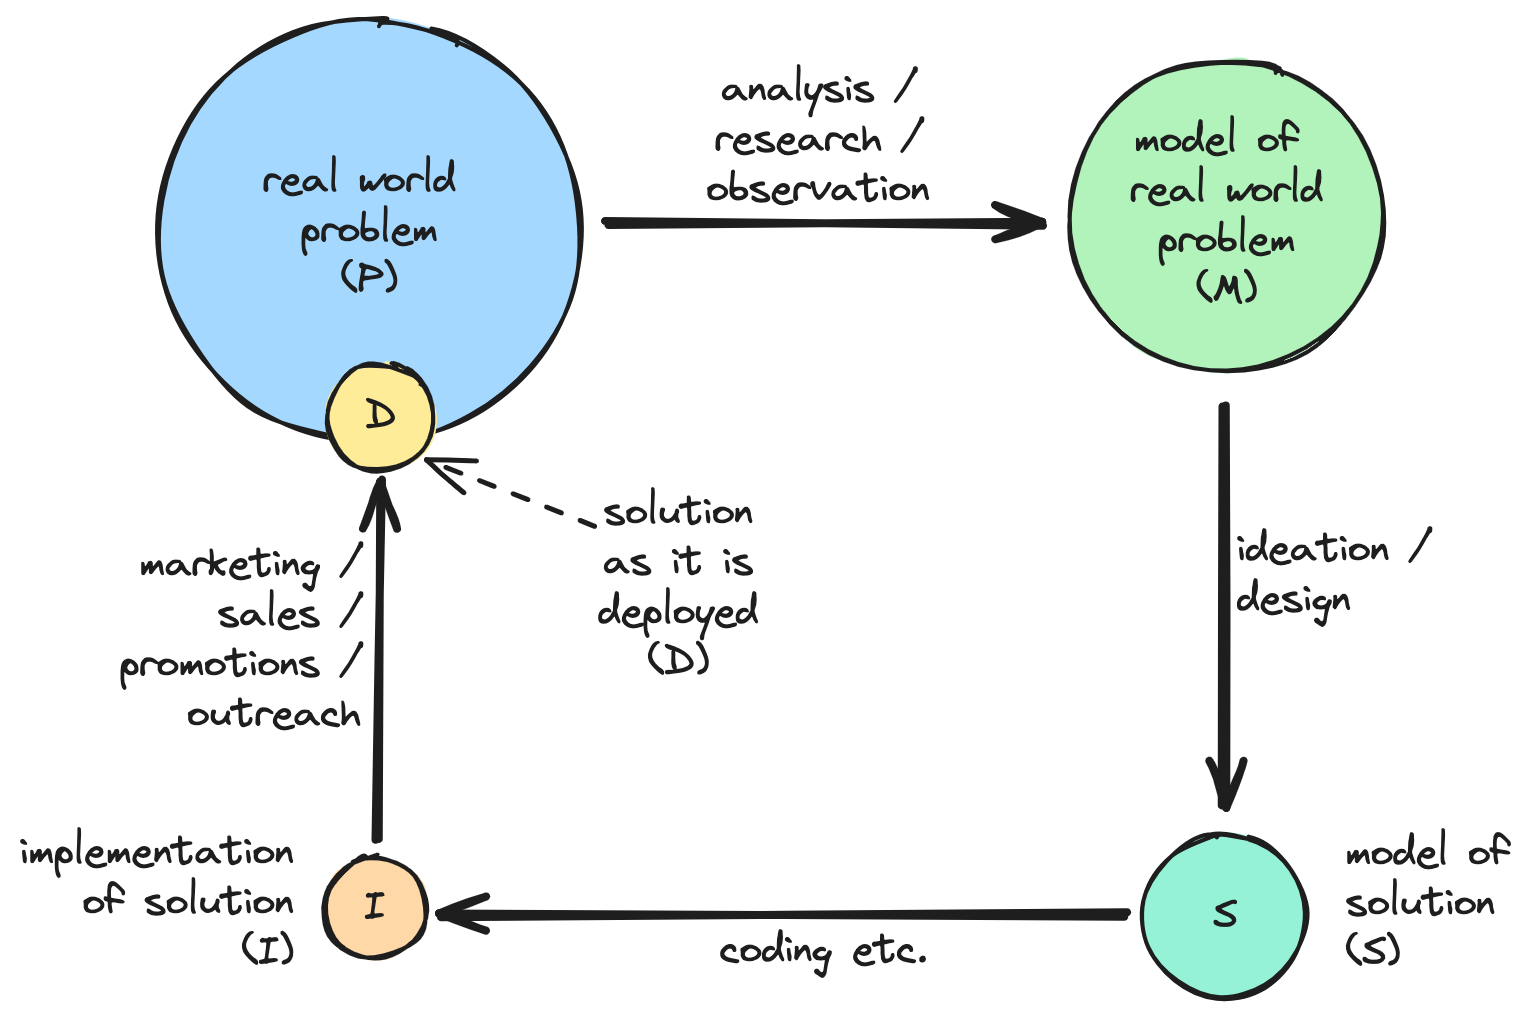 real world
problem
(P)
analysis /
research /
observation
model of
real world
problem
(M)
D
solution
as it is
deployed
(D)
ideation /
design
marketing /
sales /
promotions /
outreach
implementation
of solution
(I)
I
coding etc.
S
model of
solution
(S)